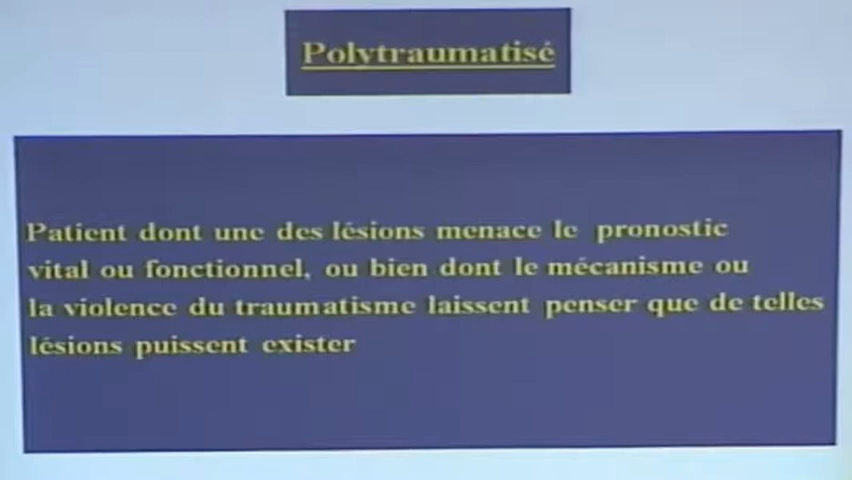 Polytraumatisé
Patient dont une des lésions menace le pronostic
vital ou fonctionnel, ou bien dont le mécanisme ou
la violence du traumatisme laissent penser que de telles
lésions puissent exister